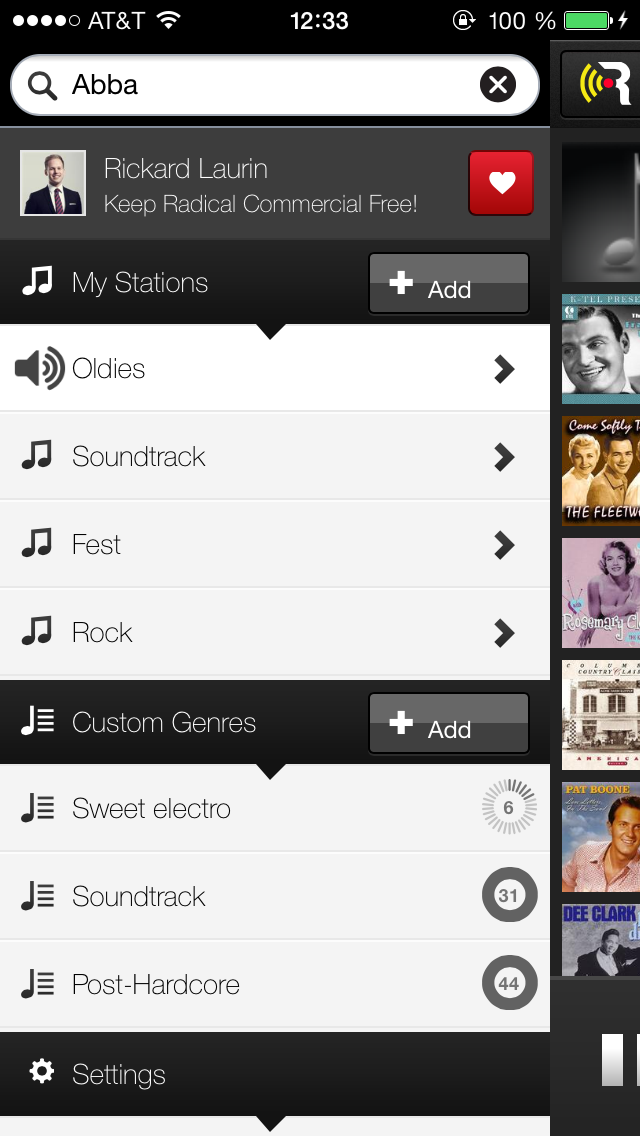 AT&T 12:33 100 %
Abba
Rickard Laurin
Keep Radical Commercial Free!
My Stations
Add
Oldies
Soundtrack
Fest
Rock
Custom Genres
Add
Sweet electro
6
Soundtrack
31
Post-Hardcore
44
Settings
R
K-TEL PRESE
Come Softly T
THE FLEETW
Rosemary Cl
COLUM
COUNTRY CLASS
AMERICA
PAT BOONE
DEE CLARK